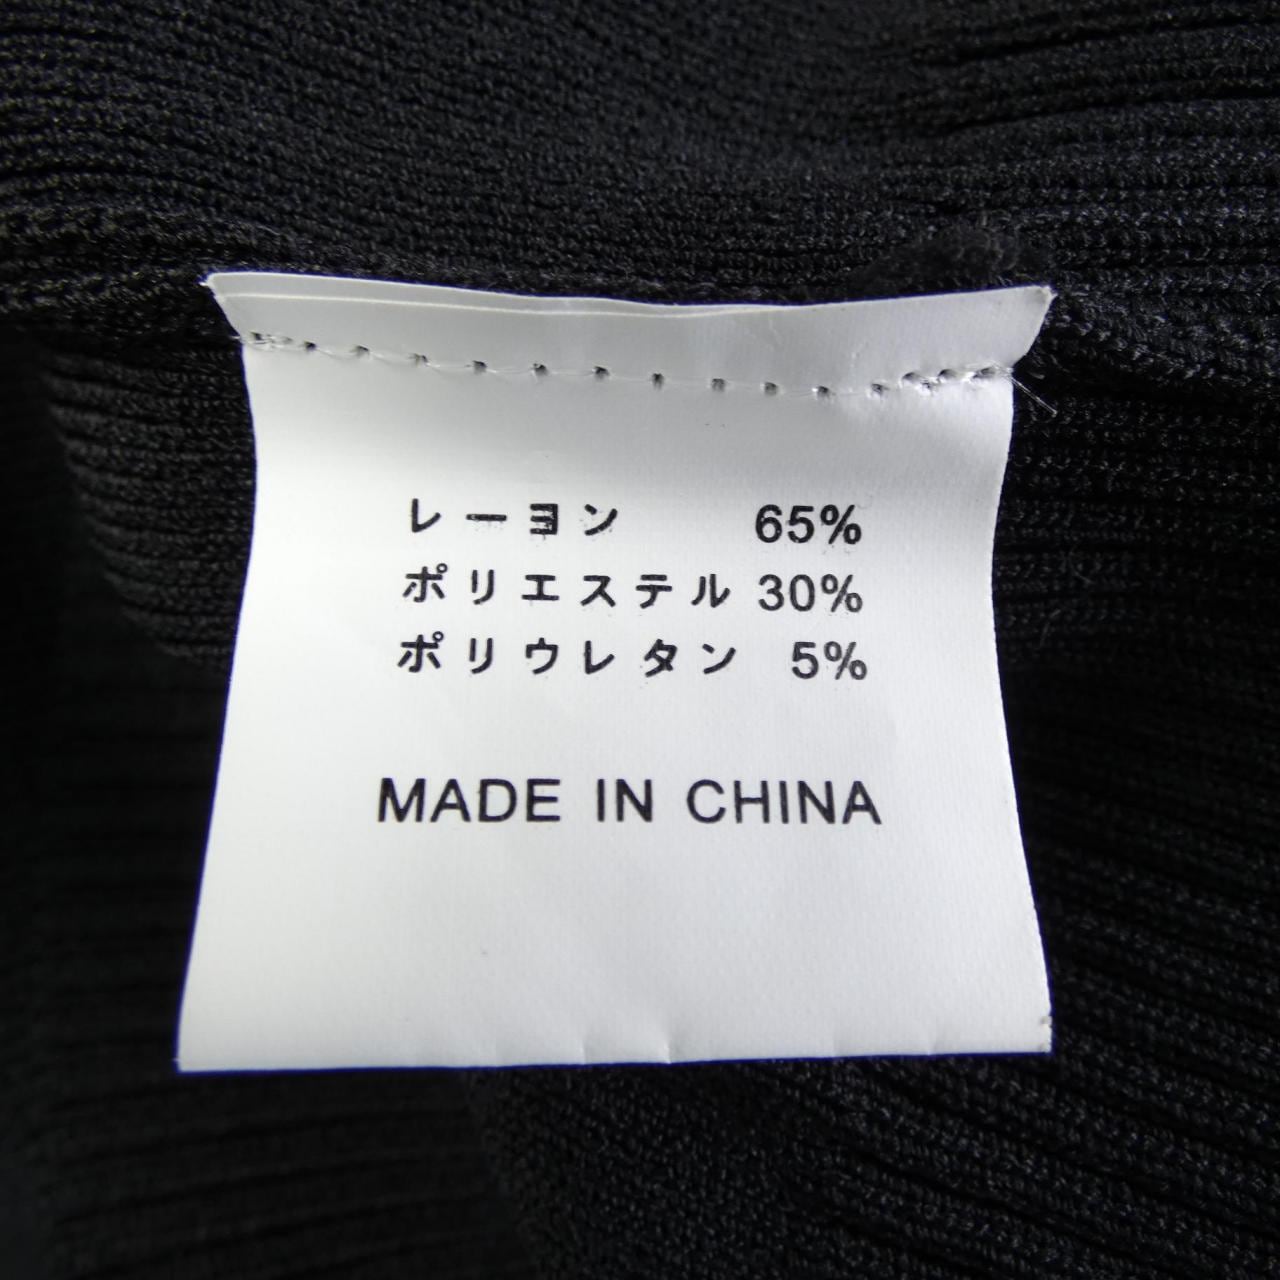 レーヨン 65%
ポリエステル 30%
ポリウレタン 5%
MADE IN CHINA